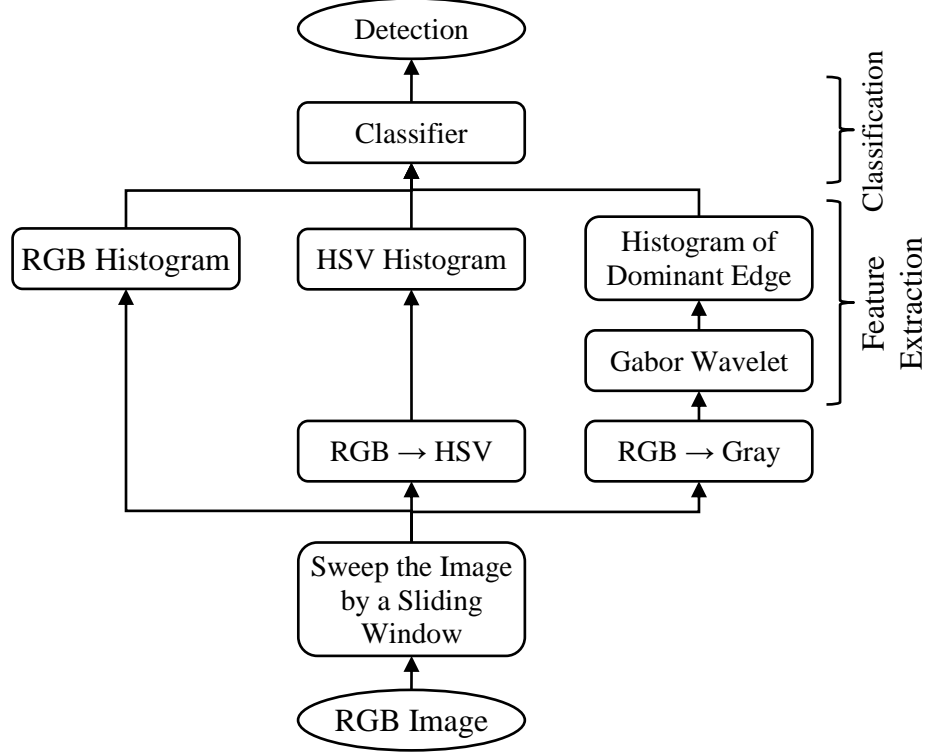 Detection
Classifier
Classification
RGB Histogram
HSV Histogram
Histogram of
Dominant Edge
Gabor Wavelet
Feature
Extraction
RGB → HSV
RGB → Gray
Sweep the Image
by a Sliding
Window
RGB Image